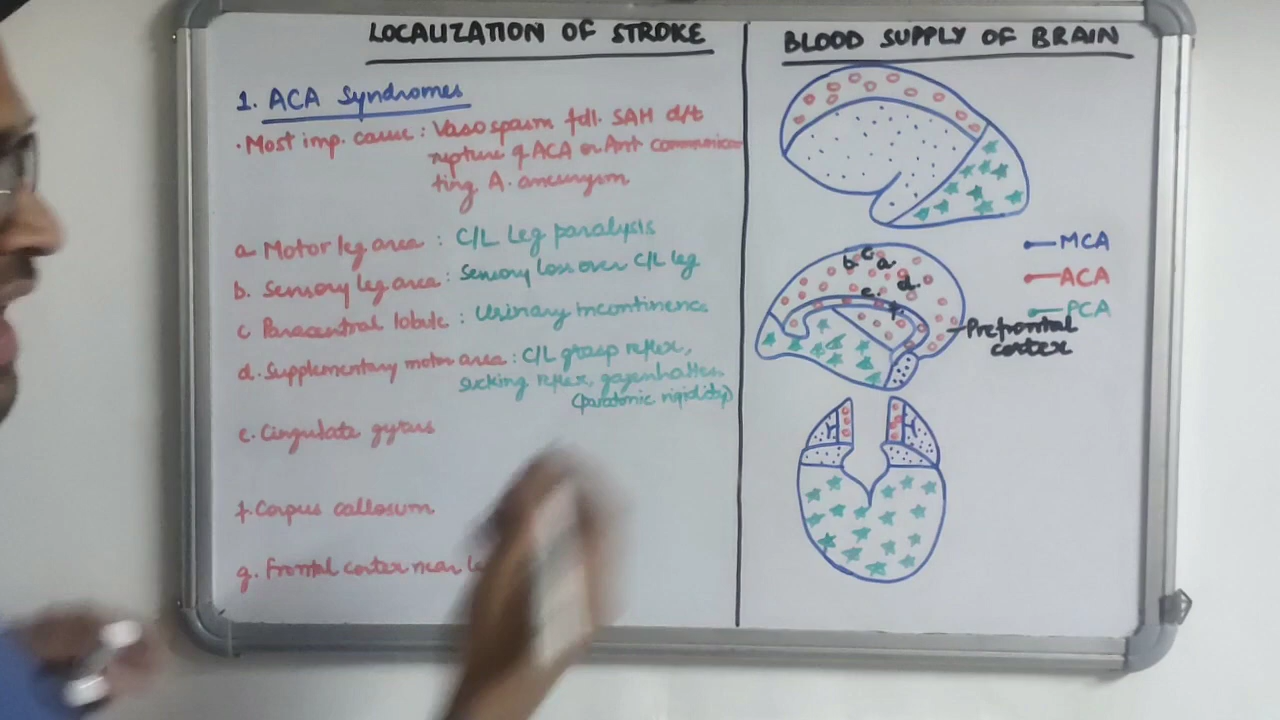 LOCALIZATION OF STROKE
1. ACA Syndromes
• Most imp. cause : Vasospasm fdl. SAH d/t
rupture of ACA or Ant communica
ting A. aneurysm
a. Motor leg area : C/L Leg paralysis
b. Sensory leg area : Sensory loss over C/L leg
c Paracentral lobule : Urinary Incontinence
d. Supplementary motor area : C/L grasp reflex,
sucking reflex, gegenhalten
(paratonic rigidity)
e. Cingulate gyrus
f. Corpus callosum
g. Frontal cortex near
BLOOD SUPPLY OF BRAIN
MCA
ACA
PCA
b. c a.
d.
e.
f.
Prefrontal
cortex